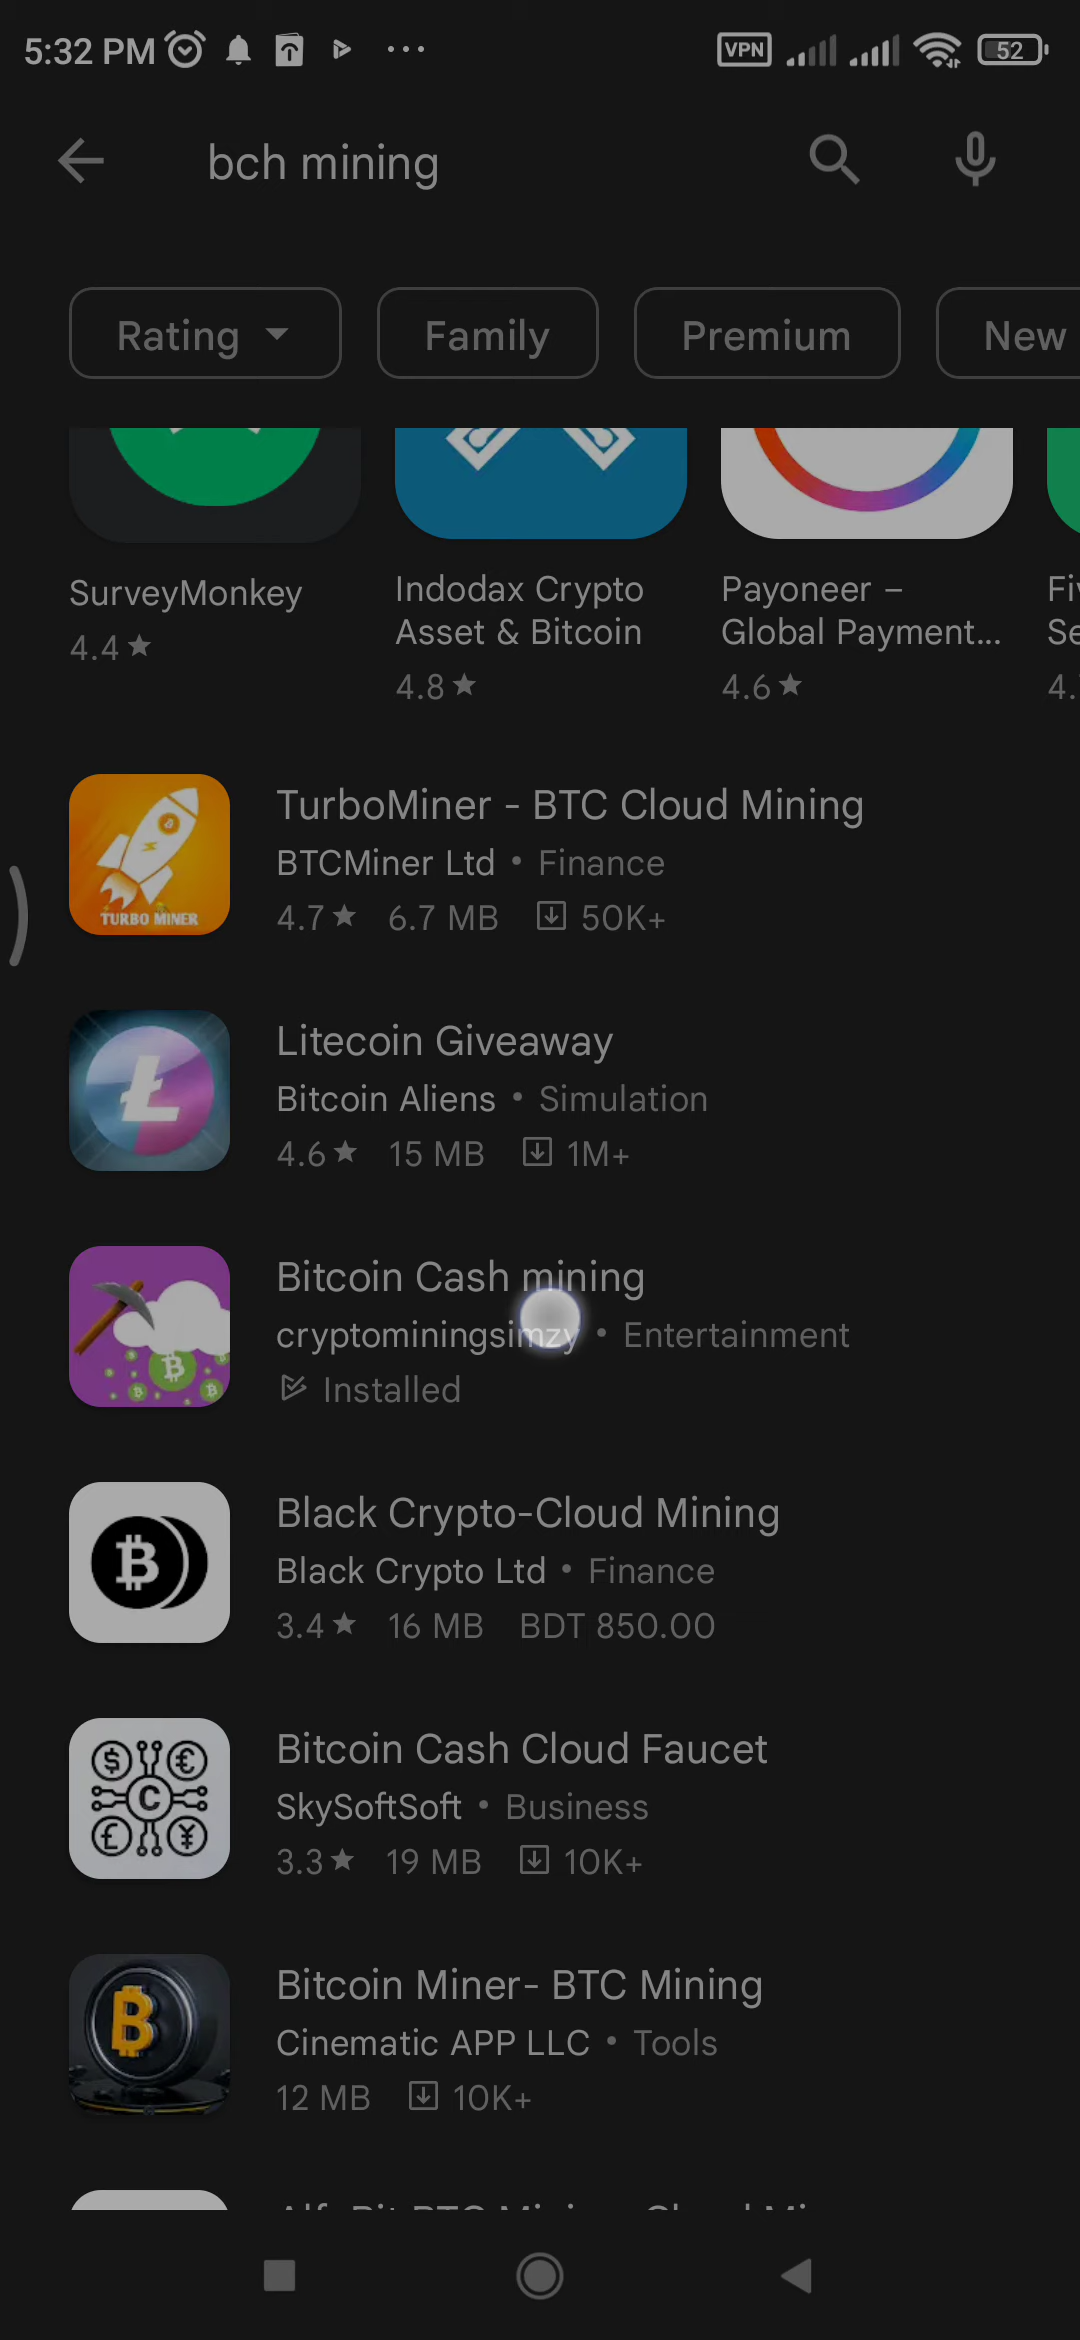 5:32 PM
VPN
52
bch mining
Rating
Family
Premium
New
SurveyMonkey
4.4
Indodax Crypto
Asset & Bitcoin
4.8
Payoneer –
Global Payment...
4.6
Fiv
Se
4.
TURBO MINER
TurboMiner - BTC Cloud Mining
BTCMiner Ltd • Finance
4.7 6.7 MB 50K+
Litecoin Giveaway
Bitcoin Aliens • Simulation
4.6 15 MB 1M+
Bitcoin Cash mining
cryptominingsimzy • Entertainment
Installed
Black Crypto-Cloud Mining
Black Crypto Ltd • Finance
3.4 16 MB BDT 850.00
Bitcoin Cash Cloud Faucet
SkySoftSoft • Business
3.3 19 MB 10K+
Bitcoin Miner- BTC Mining
Cinematic APP LLC • Tools
12 MB 10K+